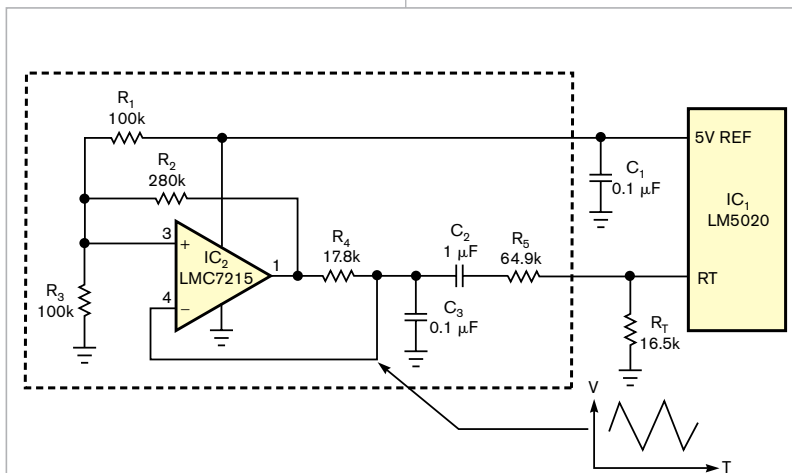 R1
100k
R2
280k
3
+
IC2
LMC7215
1
4
–
R3
100k
R4
17.8k
C2
1 µF
R5
64.9k
C3
0.1 µF
C1
0.1 µF
5V REF
IC1
LM5020
RT
RT
16.5k
V
T